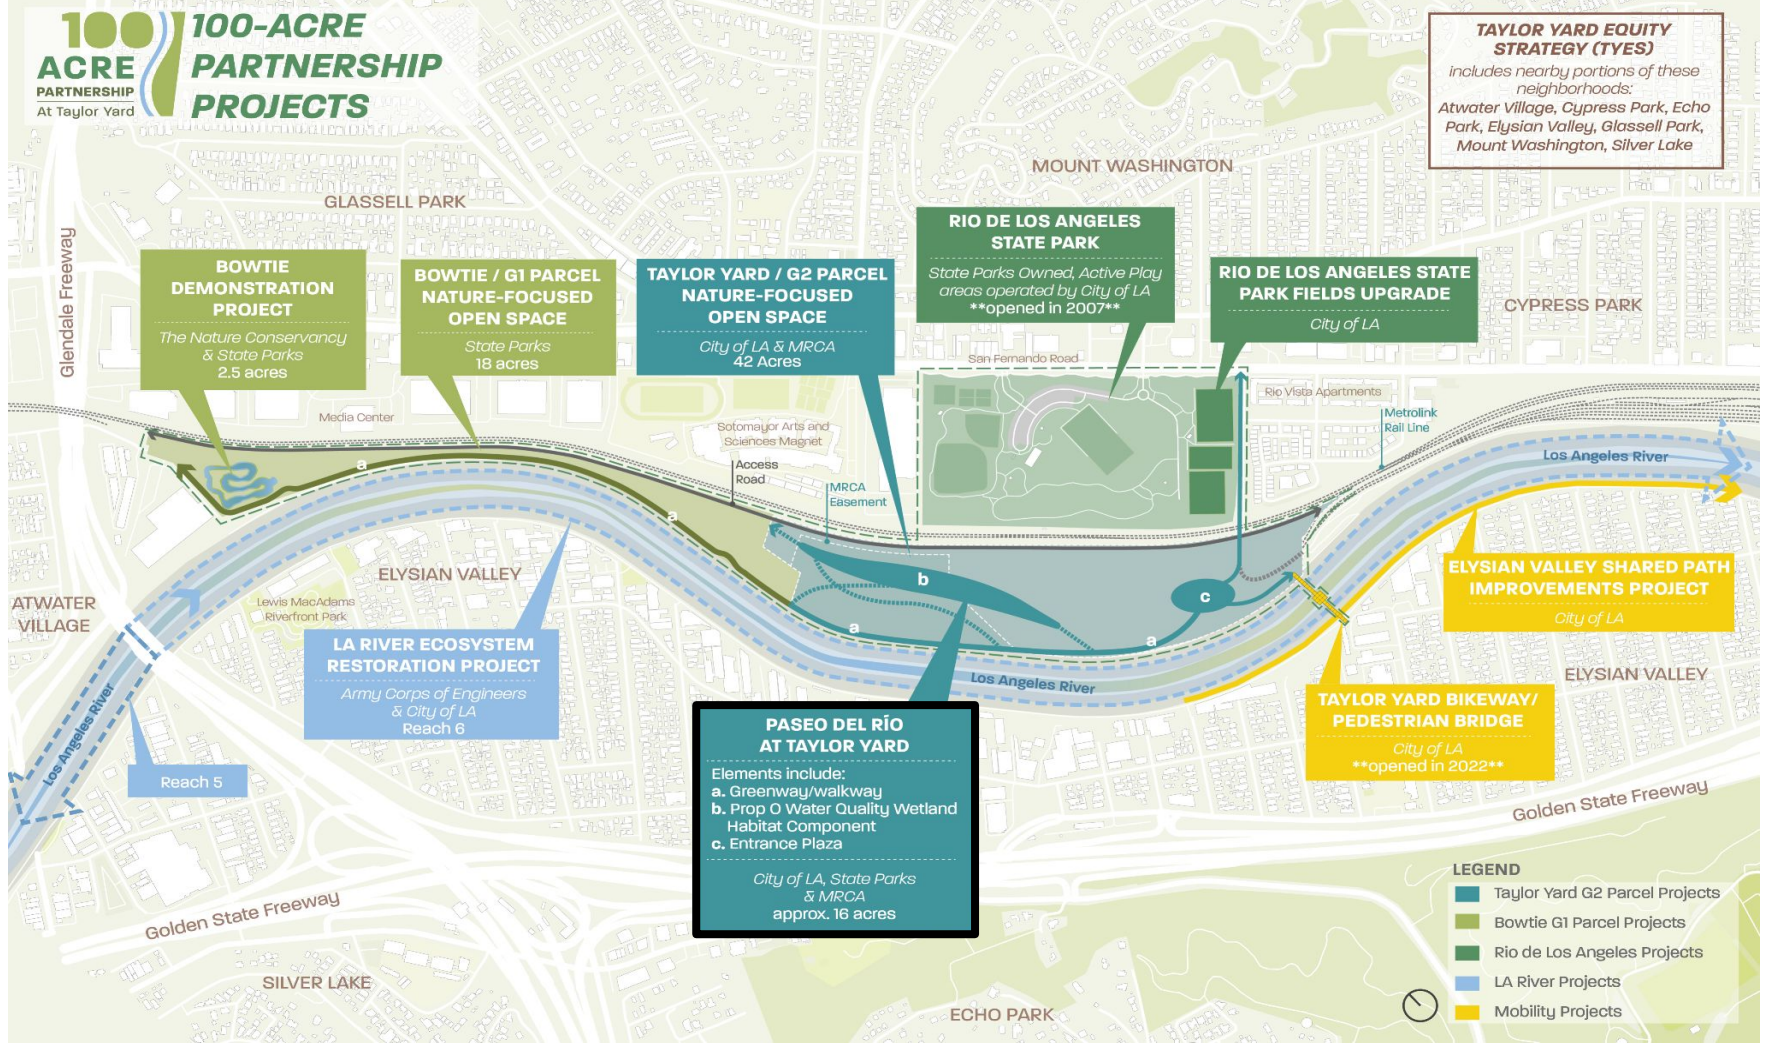 100
ACRE
PARTNERSHIP
At Taylor Yard
100-ACRE
PARTNERSHIP
PROJECTS
TAYLOR YARD EQUITY
STRATEGY (TYES)
includes nearby portions of these
neighborhoods:
Atwater Village, Cypress Park, Echo
Park, Elysian Valley, Glassell Park,
Mount Washington, Silver Lake
MOUNT WASHINGTON
GLASSELL PARK
Glendale Freeway
BOWTIE
DEMONSTRATION
PROJECT
The Nature Conservancy
& State Parks
2.5 acres
BOWTIE / G1 PARCEL
NATURE-FOCUSED
OPEN SPACE
State Parks
18 acres
TAYLOR YARD / G2 PARCEL
NATURE-FOCUSED
OPEN SPACE
City of LA & MRCA
42 Acres
RIO DE LOS ANGELES
STATE PARK
State Parks Owned, Active Play
areas operated by City of LA
**opened in 2007**
RIO DE LOS ANGELES STATE
PARK FIELDS UPGRADE
City of LA
CYPRESS PARK
San Fernando Road
Rio Vista Apartments
Metrolink
Rail Line
Media Center
Sotomayor Arts and
Sciences Magnet
Access
Road
MRCA
Easement
Los Angeles River
a
a
b
c
a
a
ELYSIAN VALLEY
Lewis MacAdams
Riverfront Park
ATWATER
VILLAGE
LA RIVER ECOSYSTEM
RESTORATION PROJECT
Army Corps of Engineers
& City of LA
Reach 6
Los Angeles River
Reach 5
Los Angeles River
ELYSIAN VALLEY SHARED PATH
IMPROVEMENTS PROJECT
City of LA
ELYSIAN VALLEY
TAYLOR YARD BIKEWAY/
PEDESTRIAN BRIDGE
City of LA
**opened in 2022**
PASEO DEL RÍO
AT TAYLOR YARD
Elements include:
a. Greenway/walkway
b. Prop O Water Quality Wetland
Habitat Component
c. Entrance Plaza
City of LA, State Parks
& MRCA
approx. 16 acres
Golden State Freeway
Golden State Freeway
SILVER LAKE
ECHO PARK
LEGEND
Taylor Yard G2 Parcel Projects
Bowtie G1 Parcel Projects
Rio de Los Angeles Projects
LA River Projects
Mobility Projects